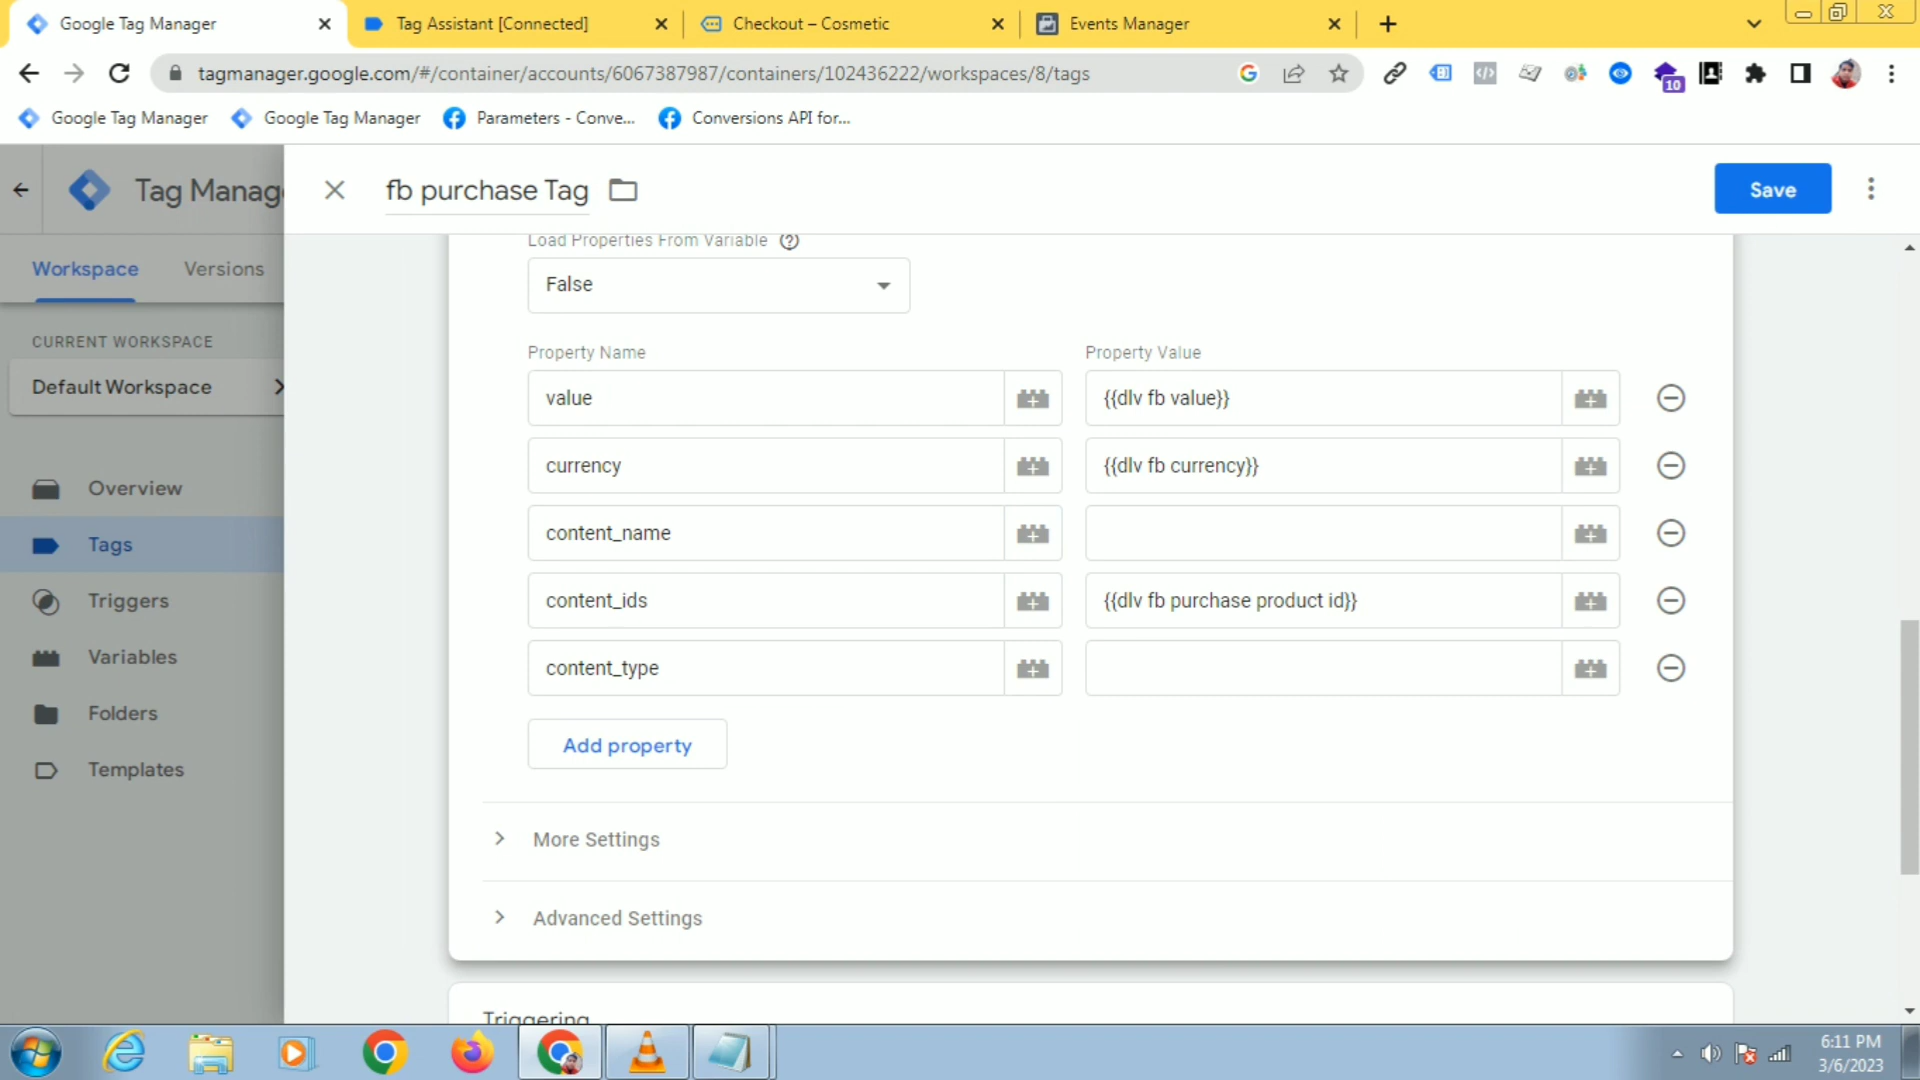 Google Tag Manager
Tag Assistant [Connected]
Checkout – Cosmetic
Events Manager
tagmanager.google.com/#/container/accounts/6067387987/containers/102436222/workspaces/8/tags
10
Google Tag Manager
Google Tag Manager
Parameters - Conve...
Conversions API for...
Tag Manag
fb purchase Tag
Save
Workspace
Versions
CURRENT WORKSPACE
Default Workspace
Overview
Tags
Triggers
Variables
Folders
Templates
Load Properties From Variable
False
Property Name
Property Value
value
{{dlv fb value}}
currency
{{dlv fb currency}}
content_name
content_ids
{{dlv fb purchase product id}}
content_type
Add property
More Settings
Advanced Settings
Triggering
6:11 PM
3/6/2023